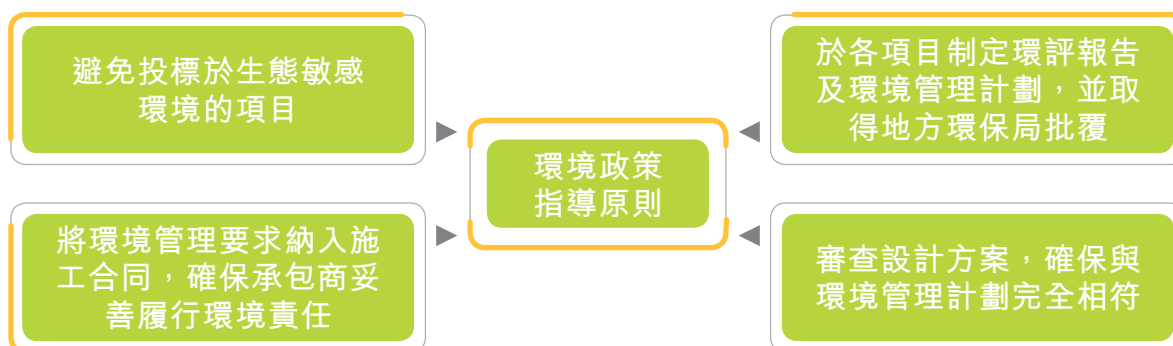 避免投標於生態敏感
環境的項目
於各項目制定環評報告
及環境管理計劃，並取
得地方環保局批覆
環境政策
指導原則
將環境管理要求納入施
工合同，確保承包商妥
善履行環境責任
審查設計方案，確保與
環境管理計劃完全相符